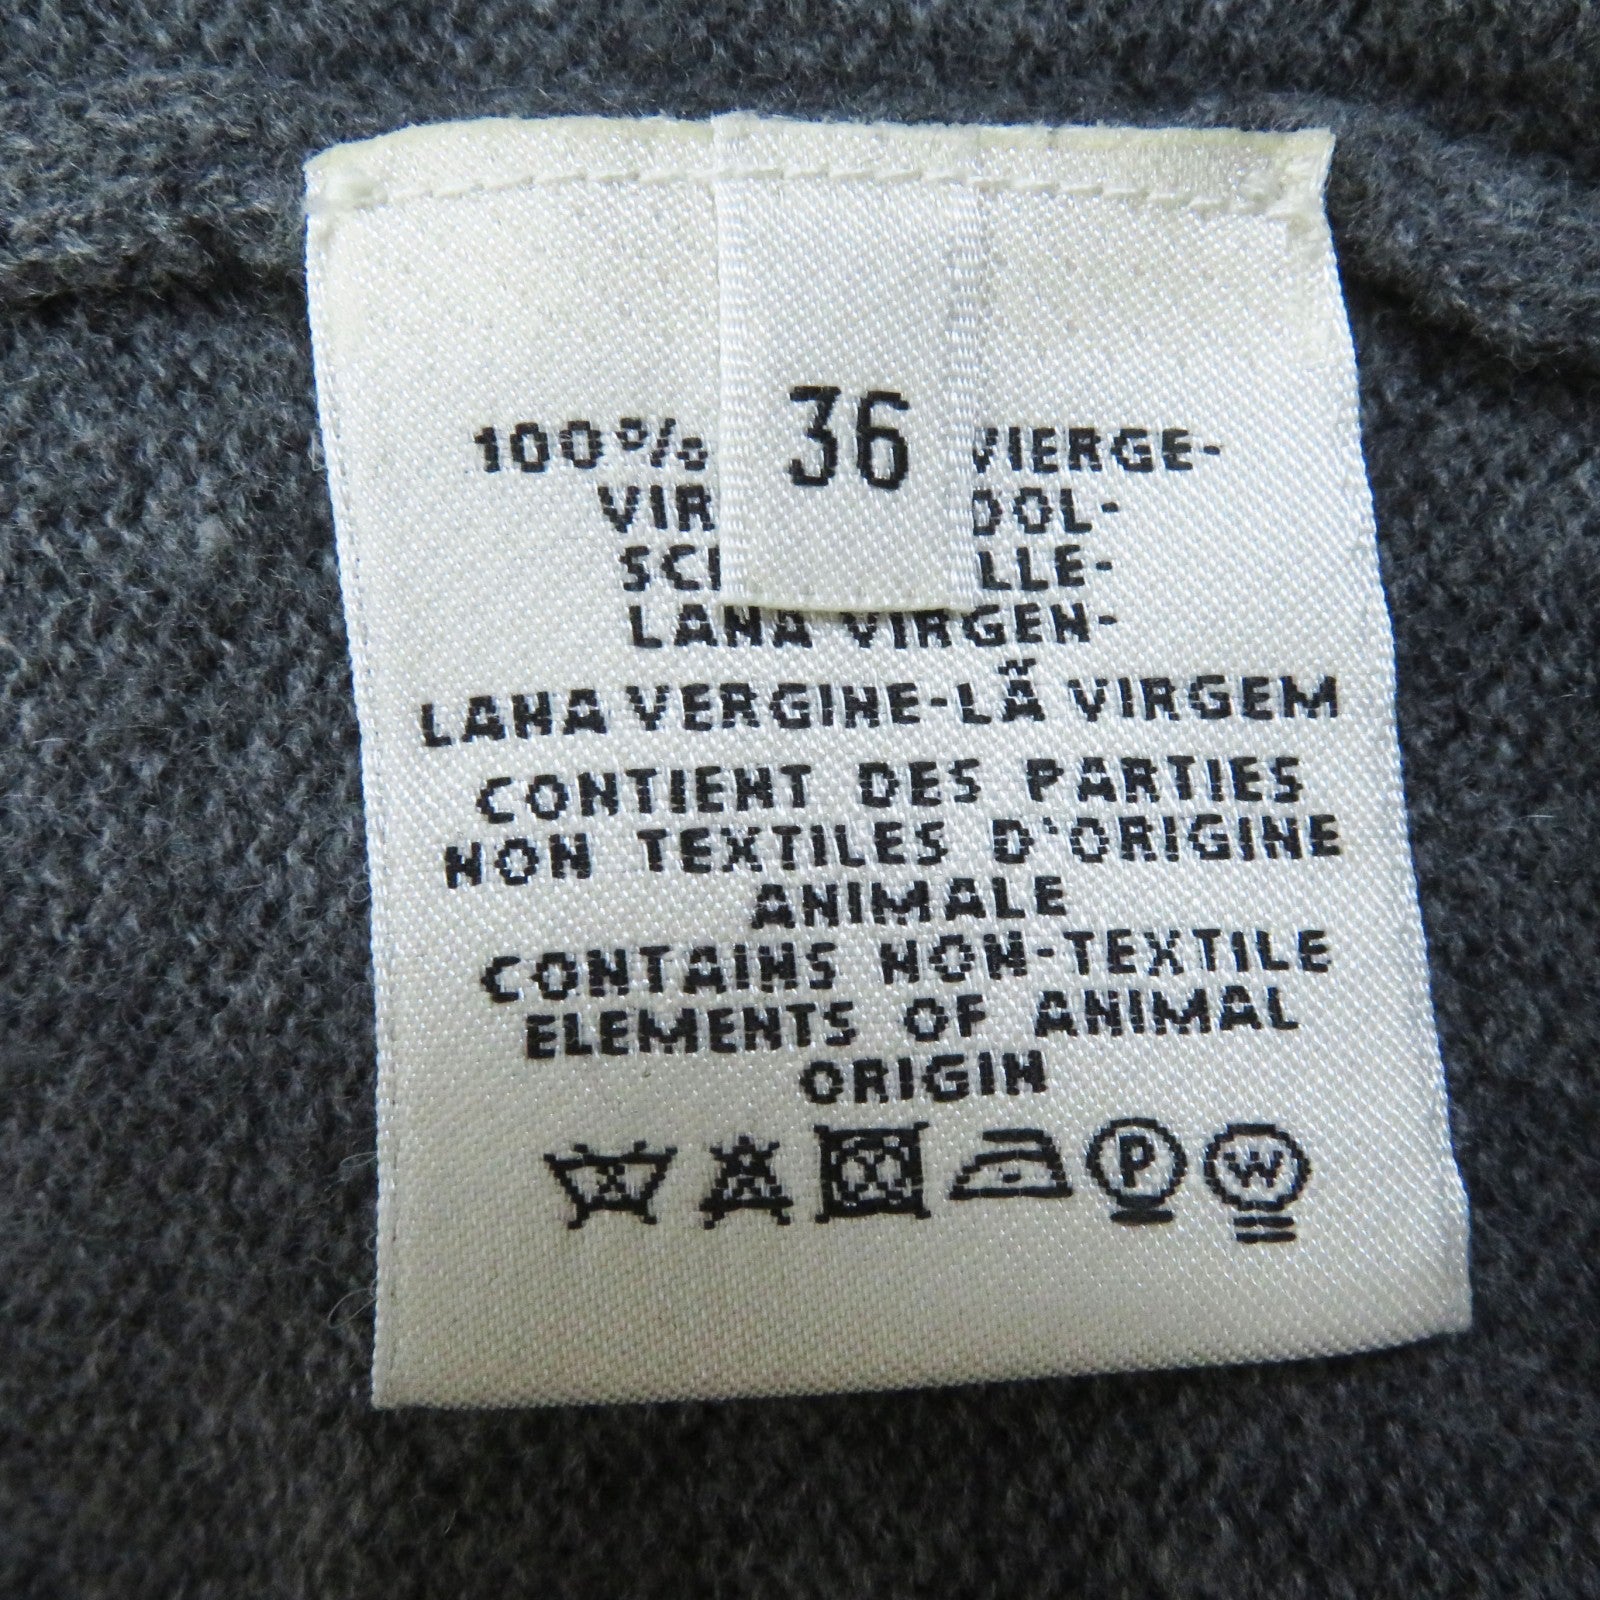 36
100% VIERGE-
LANA VIRGEN-
LANA VERGINE-LÃ VIRGEM
CONTIENT DES PARTIES
NON TEXTILES D'ORIGINE
ANIMALE
CONTAINS NON-TEXTILE
ELEMENTS OF ANIMAL
ORIGIN
P W